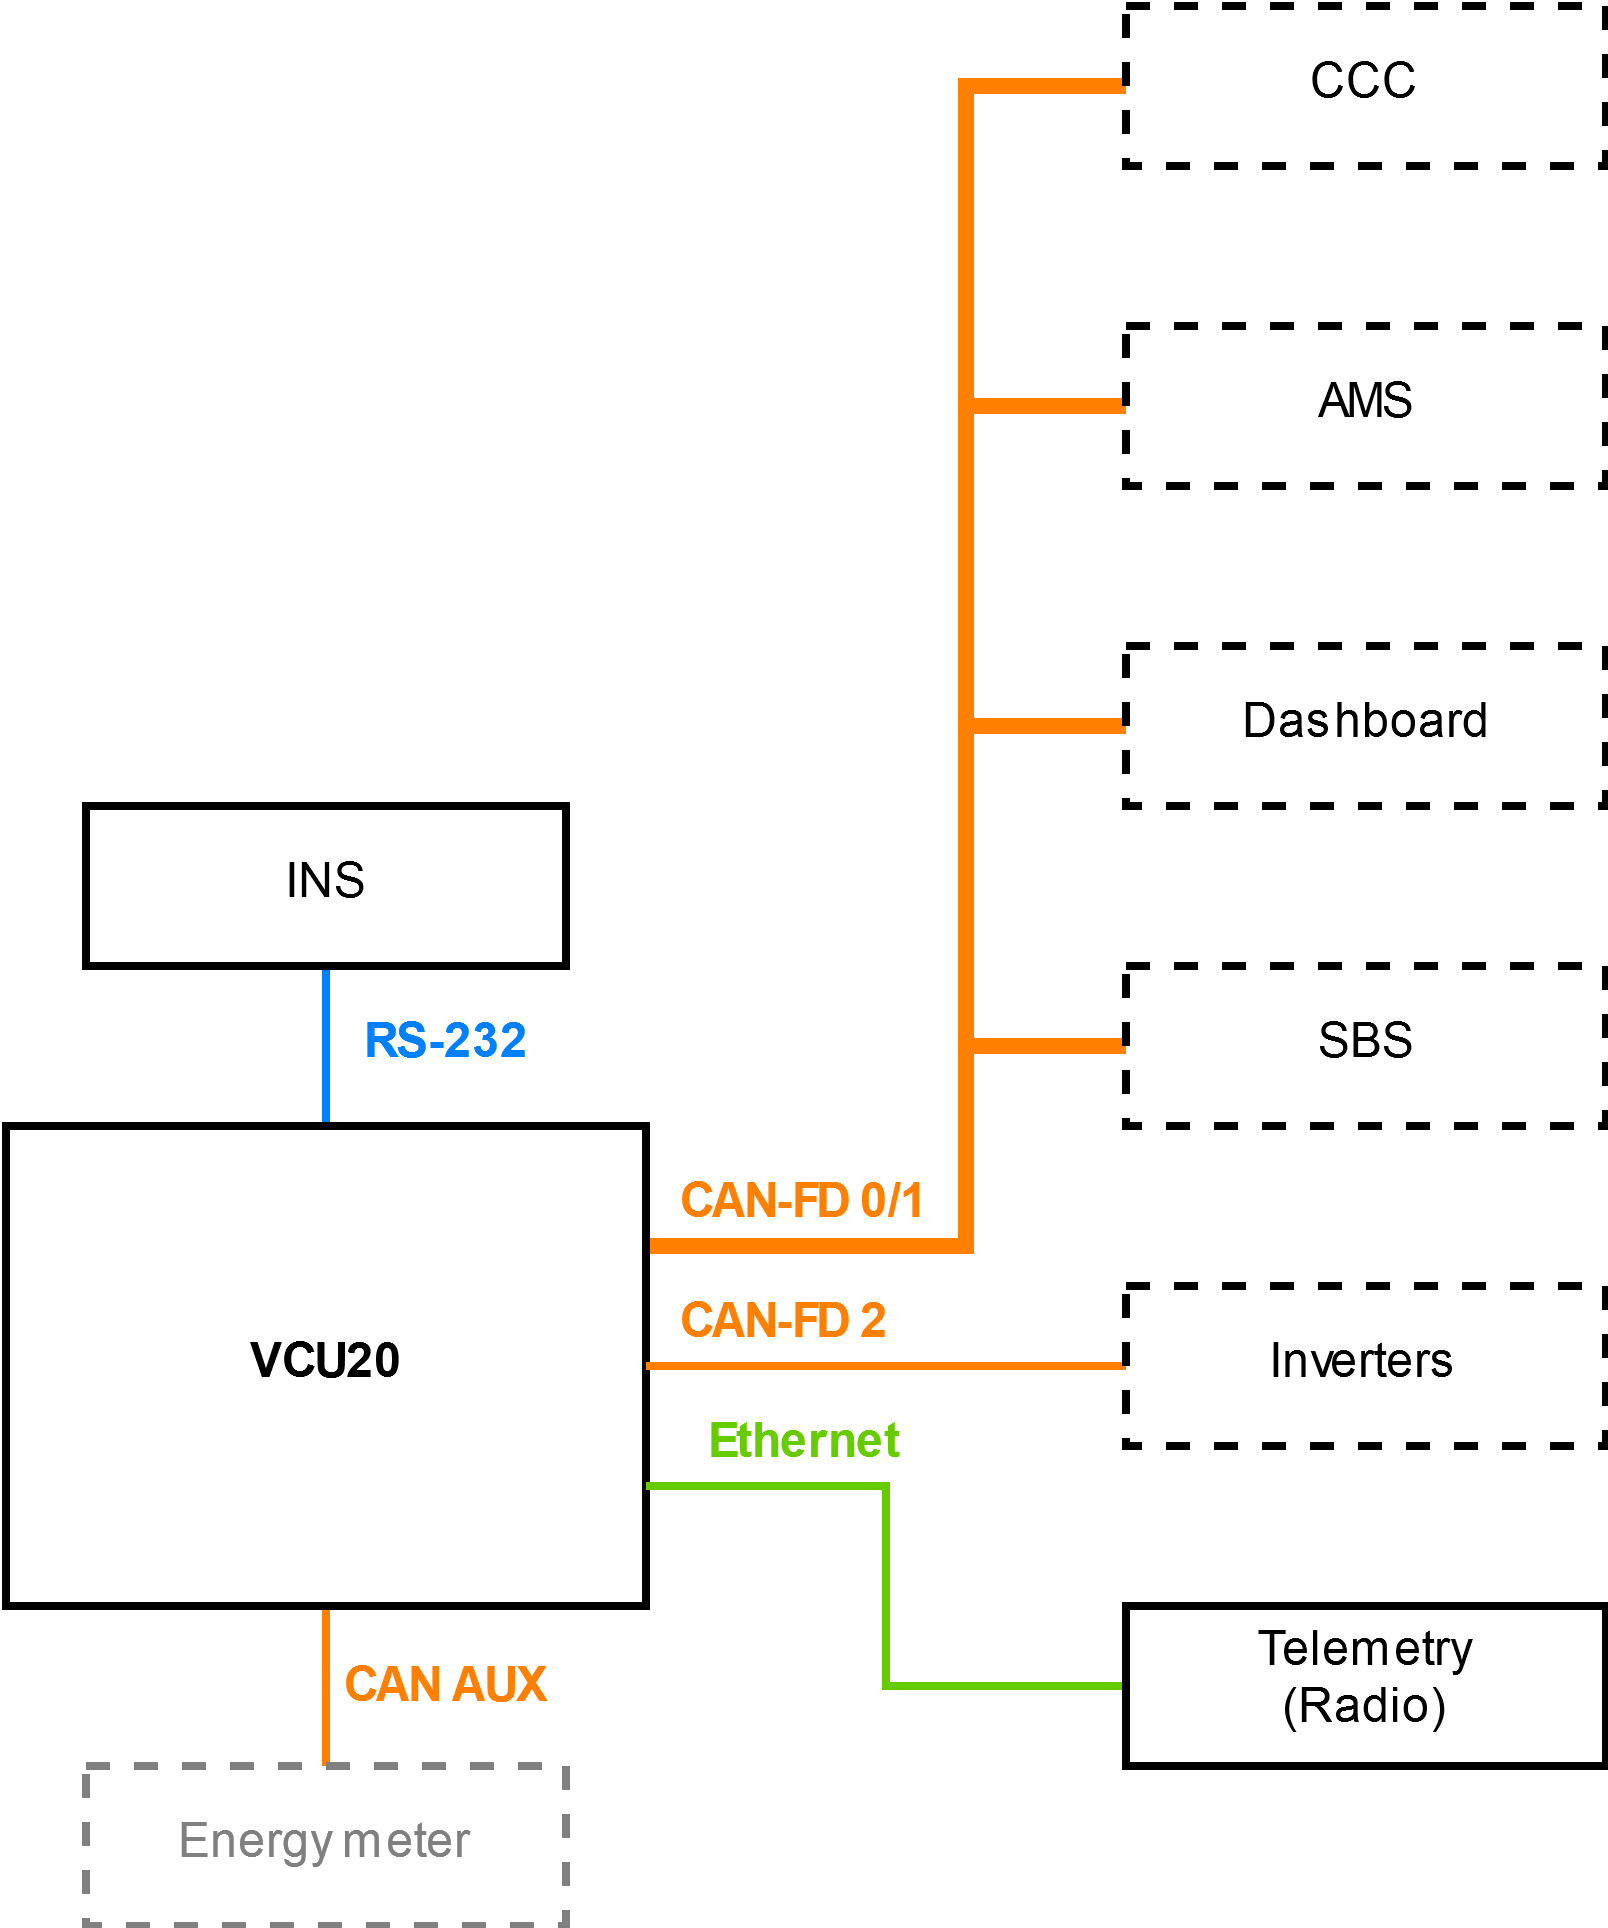 CCC
AMS
Dashboard
INS
SBS
RS-232
CAN-FD 0/1
CAN-FD 2
VCU20
Inverters
Ethernet
Telemetry
(Radio)
CAN AUX
Energy meter